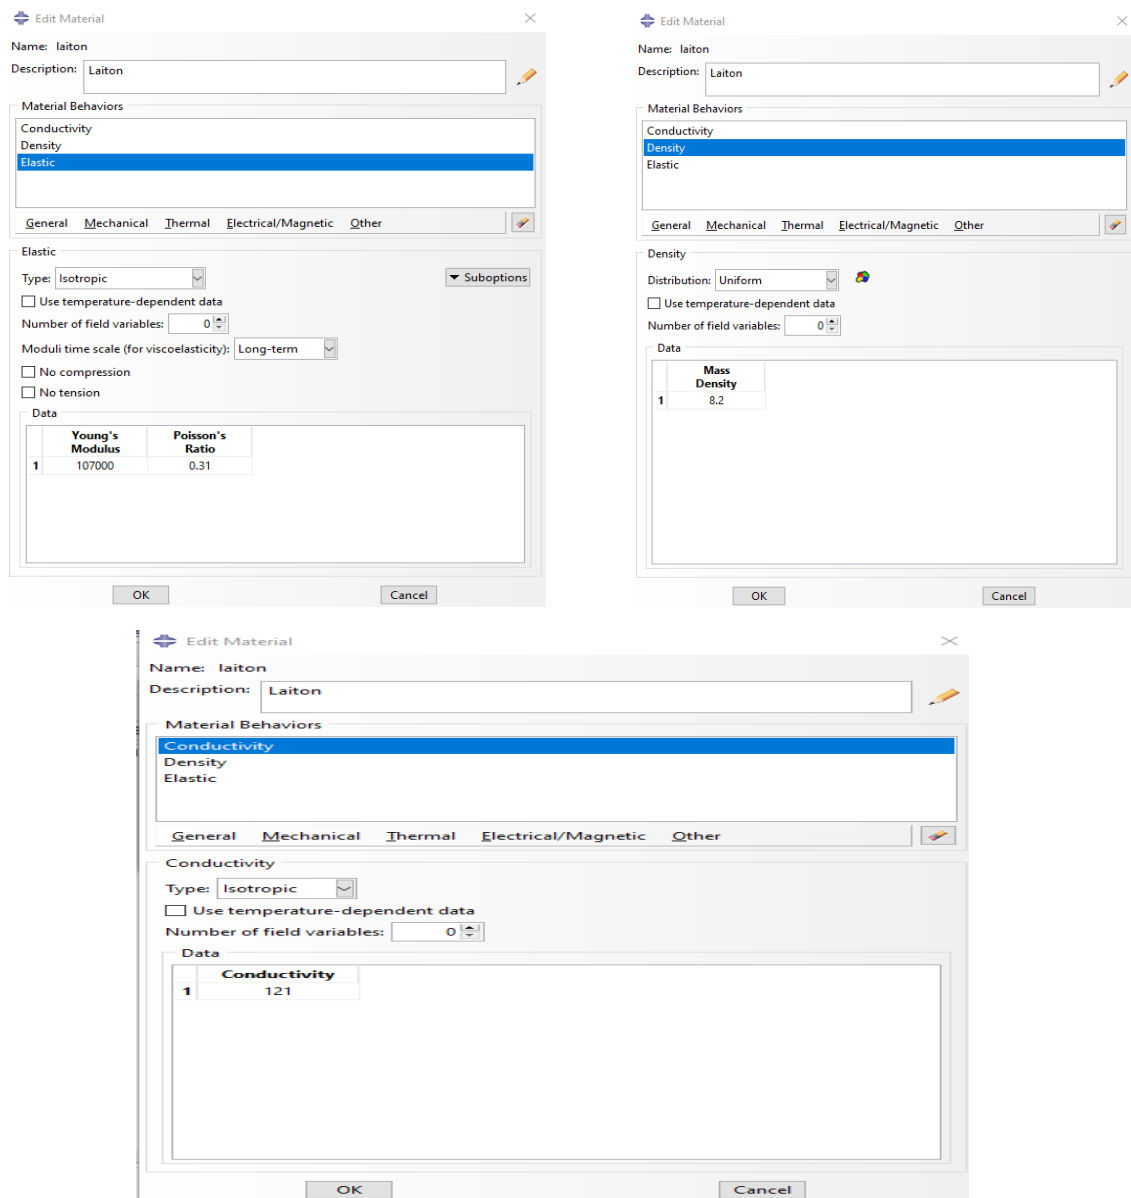 Edit Material
Name: laiton
Description: Laiton
Material Behaviors
Conductivity
Density
Elastic
General Mechanical Thermal Electrical/Magnetic Other
Elastic
Type: Isotropic
Suboptions
Use temperature-dependent data
Number of field variables: 0
Moduli time scale (for viscoelasticity): Long-term
No compression
No tension
Data
Young's Modulus Poisson's Ratio
1 107000 0.31
OK Cancel
Edit Material
Name: laiton
Description: Laiton
Material Behaviors
Conductivity
Density
Elastic
General Mechanical Thermal Electrical/Magnetic Other
Density
Distribution: Uniform
Use temperature-dependent data
Number of field variables: 0
Data
Mass
Density
1 8.2
OK Cancel
Edit Material
Name: laiton
Description: Laiton
Material Behaviors
Conductivity
Density
Elastic
General Mechanical Thermal Electrical/Magnetic Other
Conductivity
Type: Isotropic
Use temperature-dependent data
Number of field variables: 0
Data
Conductivity
1 121
OK Cancel